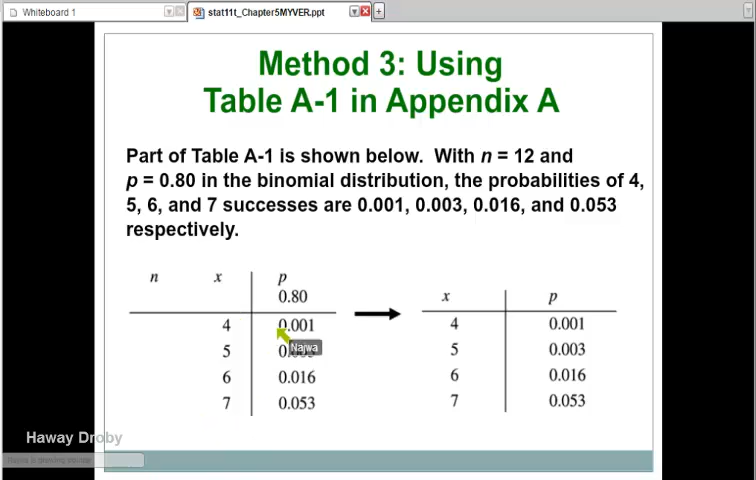 Whiteboard 1
stat11t_Chapter5MYVER.ppt
Method 3: Using
Table A-1 in Appendix A
Part of Table A-1 is shown below. With n = 12 and
p = 0.80 in the binomial distribution, the probabilities of 4,
5, 6, and 7 successes are 0.001, 0.003, 0.016, and 0.053
respectively.
n x p
0.80
4 0.001
5
6 0.016
7 0.053
Najwa
x p
4 0.001
5 0.003
6 0.016
7 0.053
Haway Droby